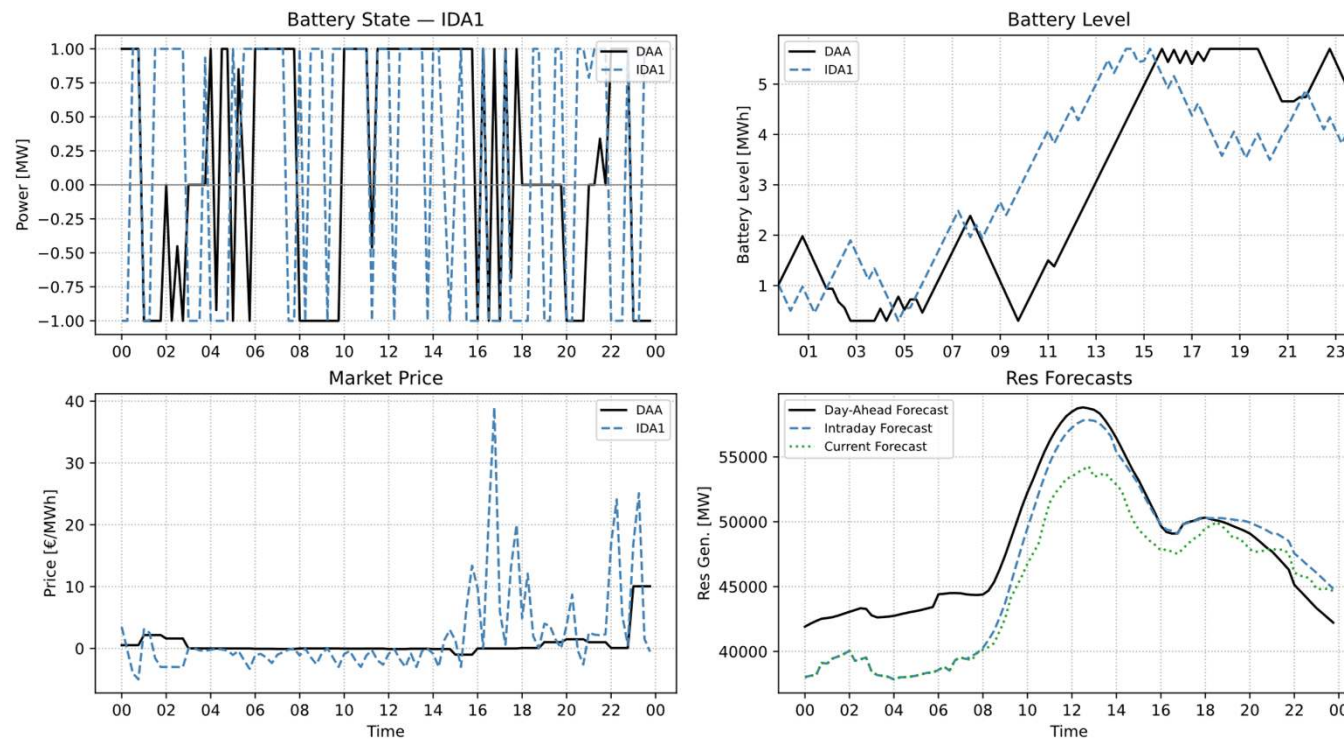 Battery State — IDA1
DAA
IDA1
Power [MW]
1.00
0.75
0.50
0.25
0.00
−0.25
−0.50
−0.75
−1.00
00 02 04 06 08 10 12 14 16 18 20 22 00
Battery Level
DAA
IDA1
Battery Level [MWh]
5
4
3
2
1
01 03 05 07 09 11 13 15 17 19 21 23
Market Price
DAA
IDA1
Price [€/MWh]
40
30
20
10
0
00 02 04 06 08 10 12 14 16 18 20 22 00
Time
Res Forecasts
Day-Ahead Forecast
Intraday Forecast
Current Forecast
Res Gen. [MW]
55000
50000
45000
40000
00 02 04 06 08 10 12 14 16 18 20 22 00
Time